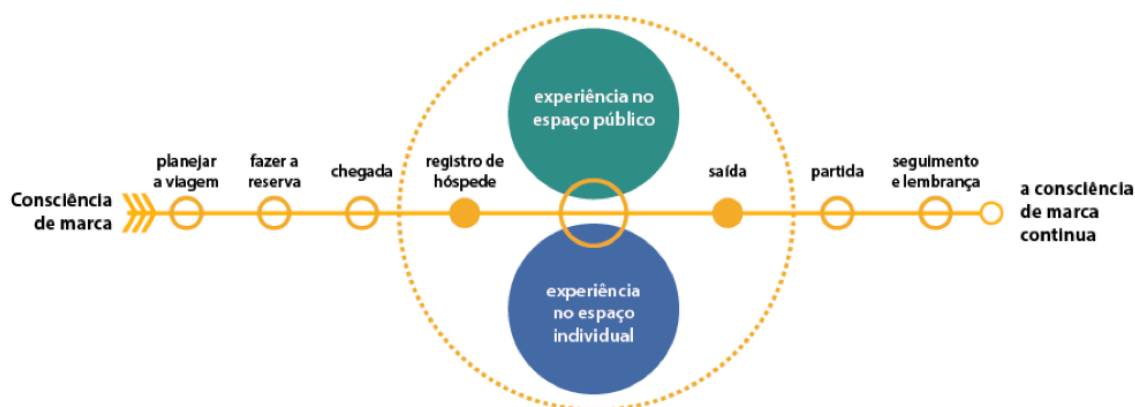 Consciência
de marca
planejar
a viagem
fazer a
reserva
chegada
registro de
hóspede
experiência no
espaço público
experiência
no espaço
individual
saída
partida
seguimento
e lembrança
a consciência
de marca
continua